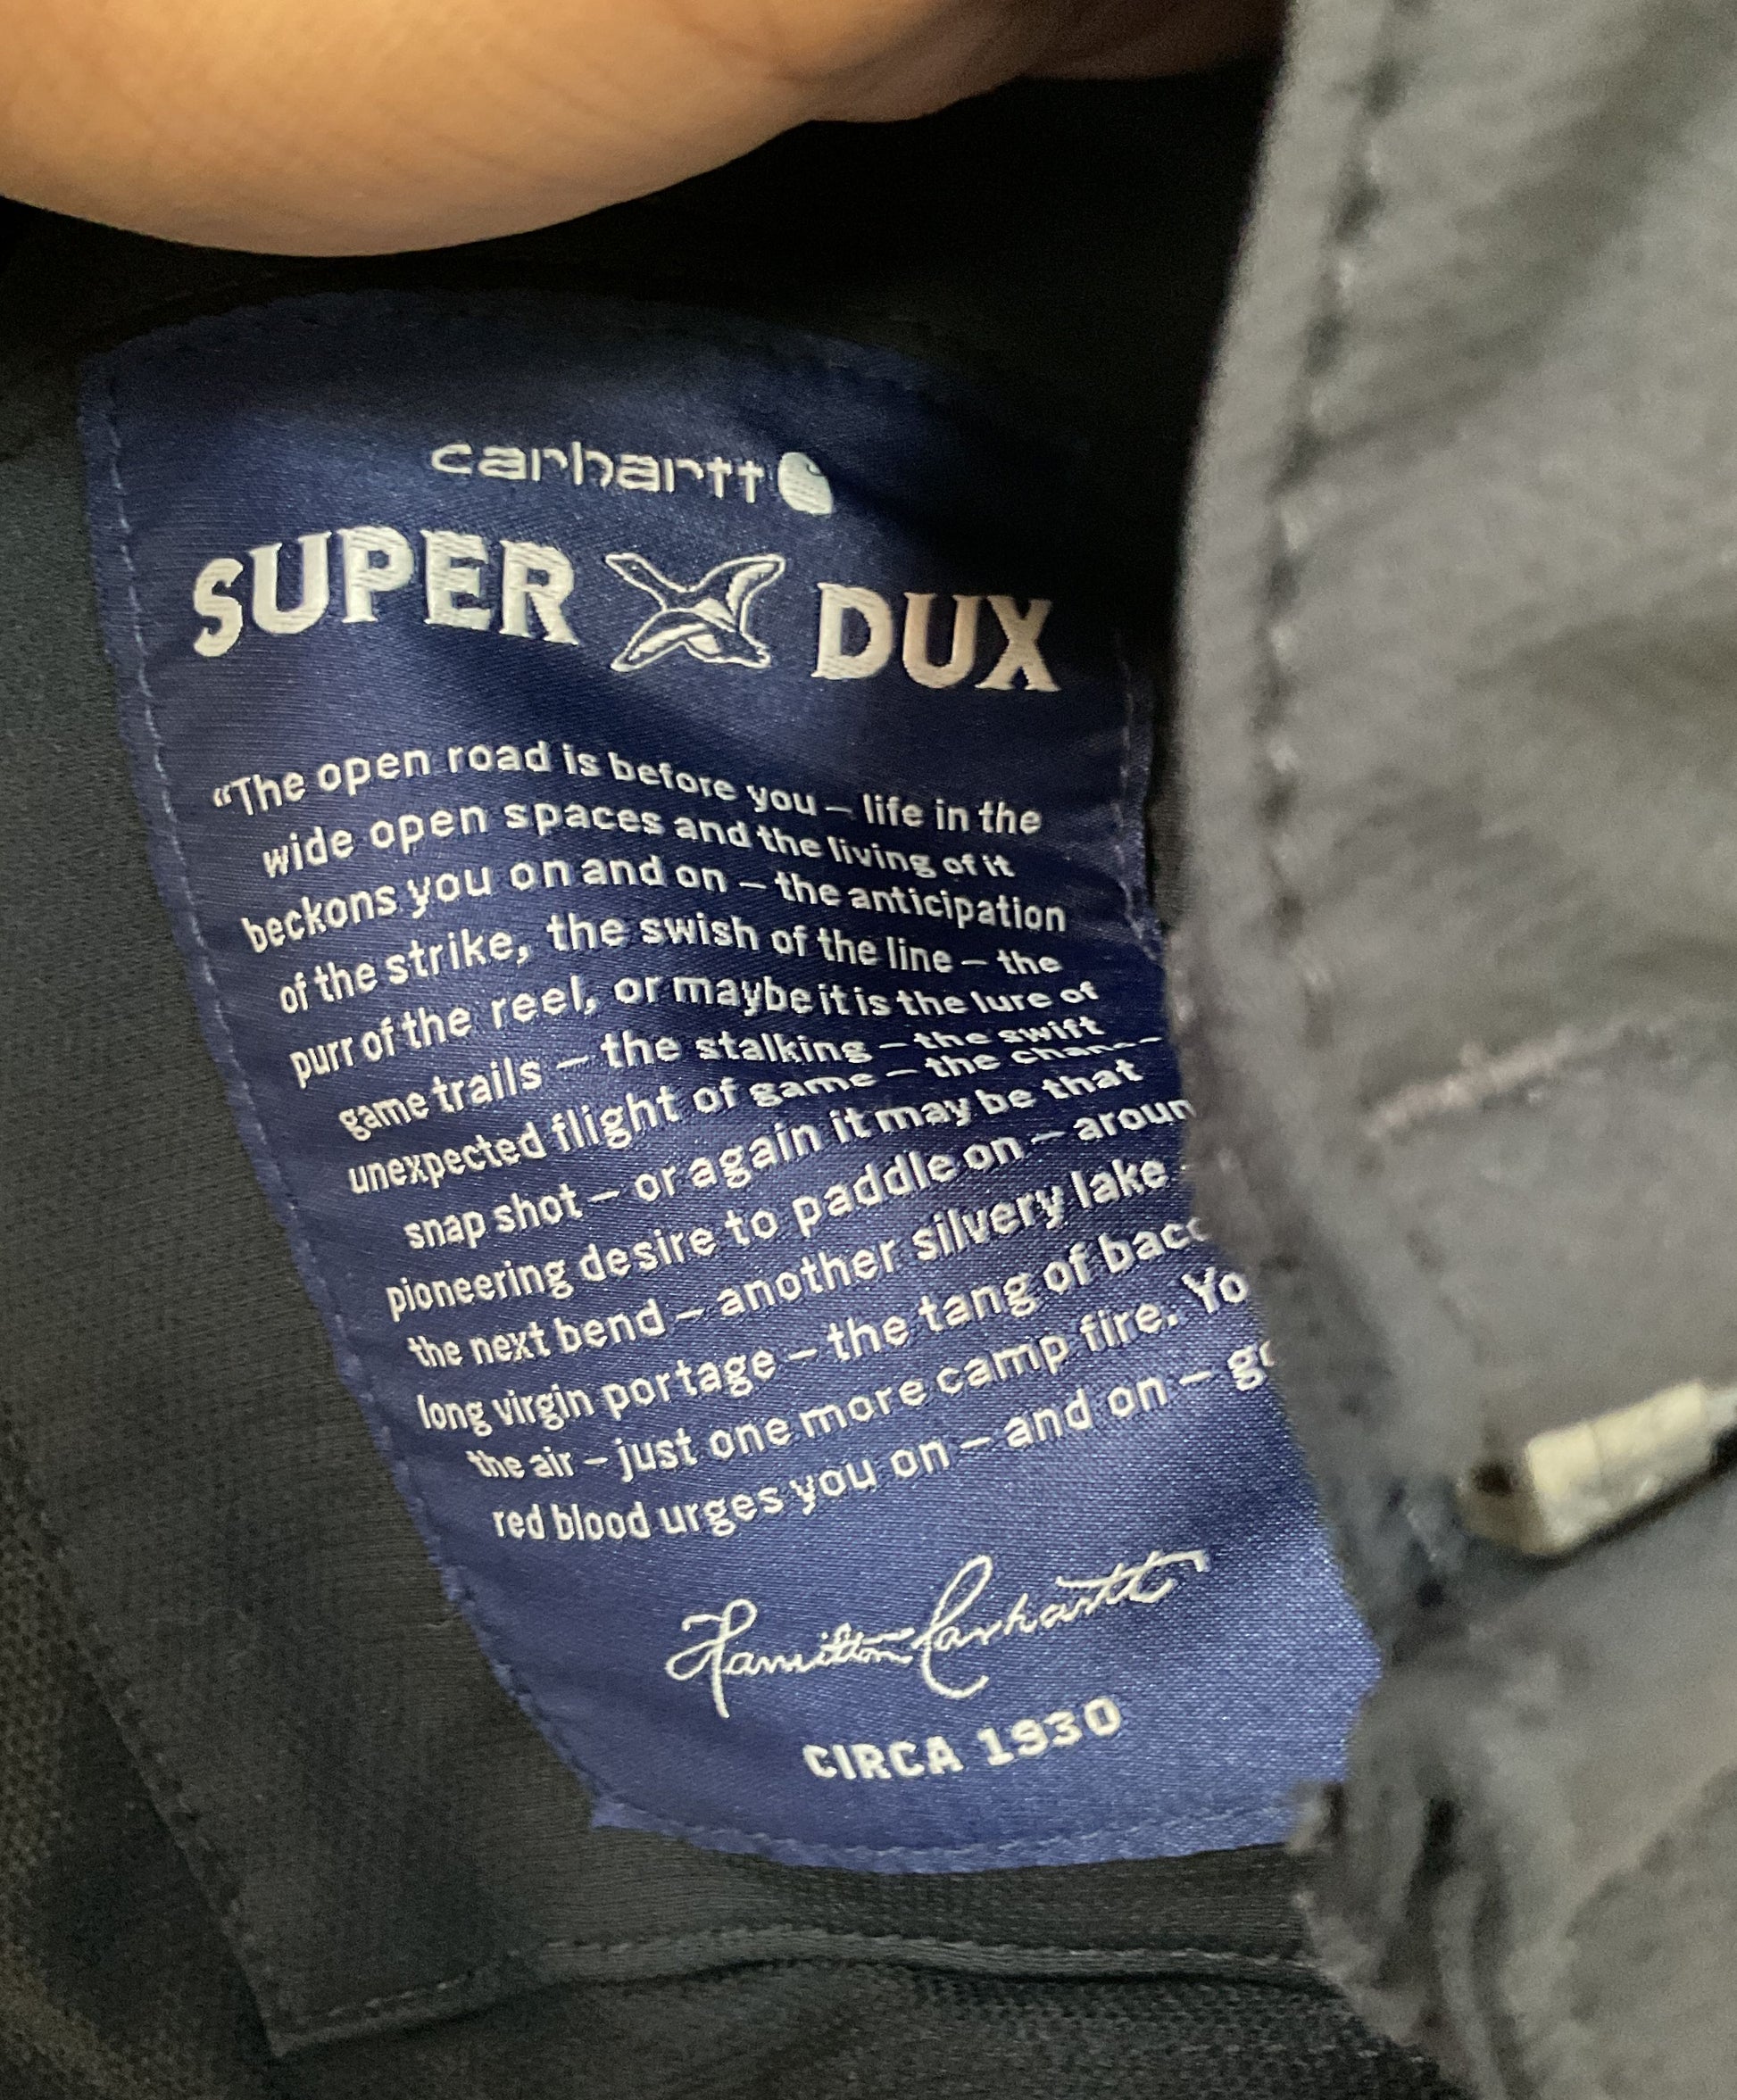 carhartt
SUPER DUX
“The open road is before you – life in the
wide open spaces and the living of it
beckons you on and on – the anticipation
of the strike, the swish of the line – the
purr of the reel, or maybe it is the lure of
game trails – the stalking – the swift
unexpected flight of game – the
snap shot – or again it may be that
pioneering desire to paddle on –
the next bend – another silvery lake
long virgin portage – the tang of
the air – just one more camp fire.
red blood urges you on – and on –
Hamilton Carhartt
CIRCA 1930